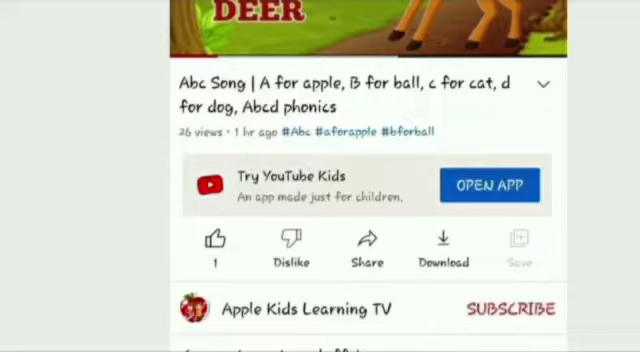 DEER
Abc Song | A for apple, B for ball, c for cat, d
for dog, Abcd phonics
26 views · 1 hr ago #Abc #aforapple #bforball
Try YouTube Kids
An app made just for children.
OPEN APP
1
Dislike
Share
Download
Save
Apple Kids Learning TV
SUBSCRIBE